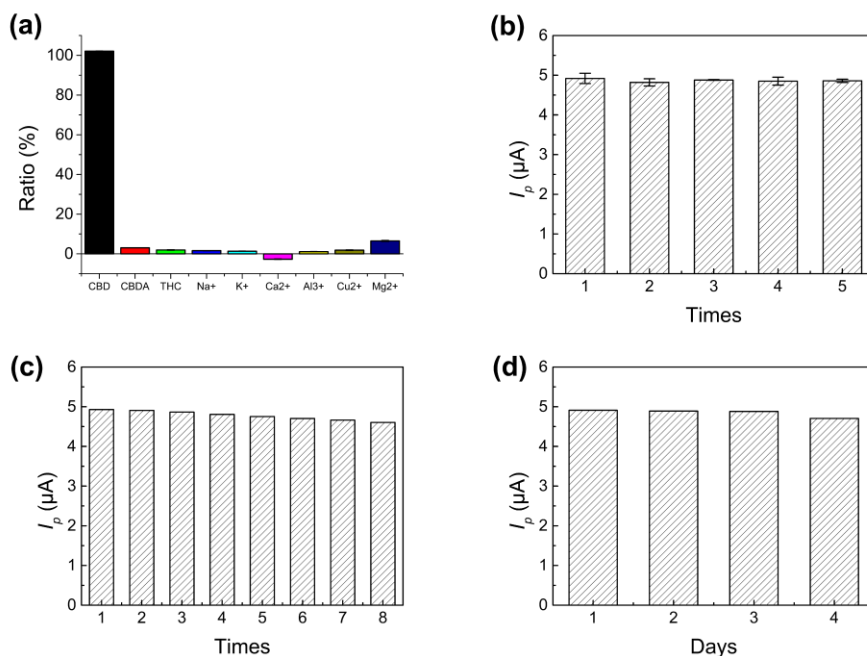 (a)
Ratio (%)
100
80
60
40
20
0
CBD CBDA THC Na+ K+ Ca2+ Al3+ Cu2+ Mg2+
(b)
I_p (μA)
6
5
4
3
2
1
0
1 2 3 4 5
Times
(c)
I_p (μA)
6
5
4
3
2
1
0
1 2 3 4 5 6 7 8
Times
(d)
I_p (μA)
6
5
4
3
2
1
0
1 2 3 4
Days